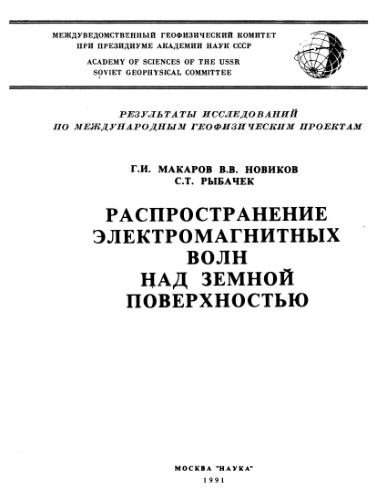 МЕЖДУВЕДОМСТВЕННЫЙ ГЕОФИЗИЧЕСКИЙ КОМИТЕТ
ПРИ ПРЕЗИДИУМЕ АКАДЕМИИ НАУК СССР
ACADEMY OF SCIENCES OF THE USSR
SOVIET GEOPHYSICAL COMMITTEE
РЕЗУЛЬТАТЫ ИССЛЕДОВАНИЙ
ПО МЕЖДУНАРОДНЫМ ГЕОФИЗИЧЕСКИМ ПРОЕКТАМ
Г.И. МАКАРОВ В.В. НОВИКОВ
С.Т. РЫБАЧЕК
РАСПРОСТРАНЕНИЕ
ЭЛЕКТРОМАГНИТНЫХ
ВОЛН
НАД ЗЕМНОЙ
ПОВЕРХНОСТЬЮ
МОСКВА "НАУКА"
1991